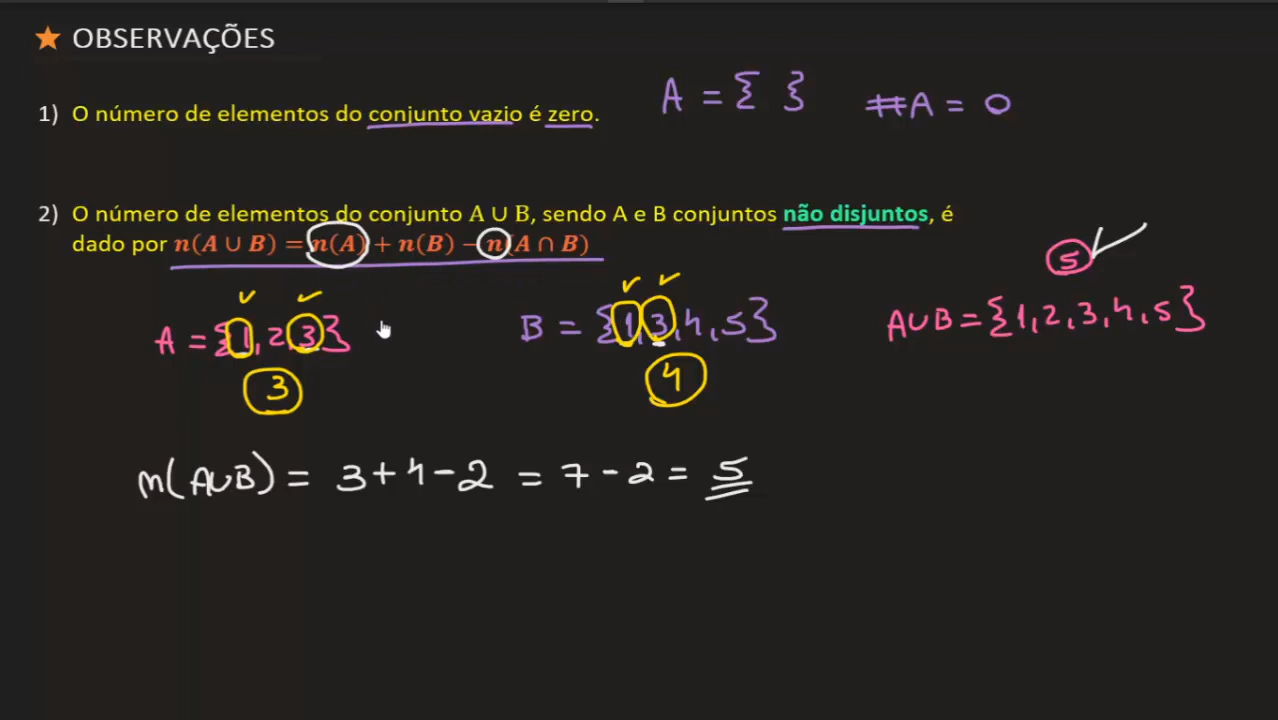 OBSERVAÇÕES
1) O número de elementos do conjunto vazio é zero.
A = { } #A = 0
2) O número de elementos do conjunto A ∪ B, sendo A e B conjuntos não disjuntos, é
dado por n(A ∪ B) = n(A) + n(B) − n(A ∩ B)
5
A = {1, 2, 3} B = {1, 3, 4, 5} A∪B = {1, 2, 3, 4, 5}
3 4
n(A∪B) = 3 + 4 - 2 = 7 - 2 = 5